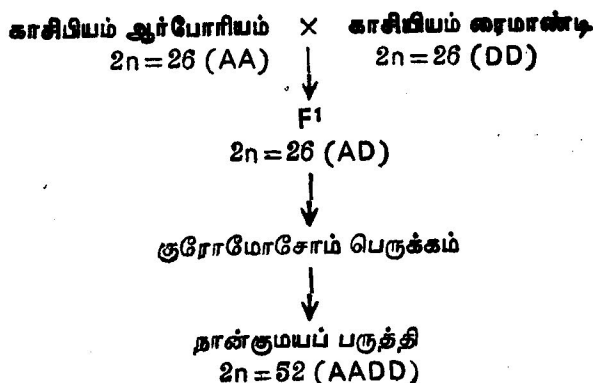 காசிபியம் ஆர்போரியம் × காசியியம் ரைமாண்டி
2n=26 (AA) 2n=26 (DD)
F1
2n=26 (AD)
குரோமோசோம் பெருக்கம்
நான்குமயப் பருத்தி
2n=52 (AADD)